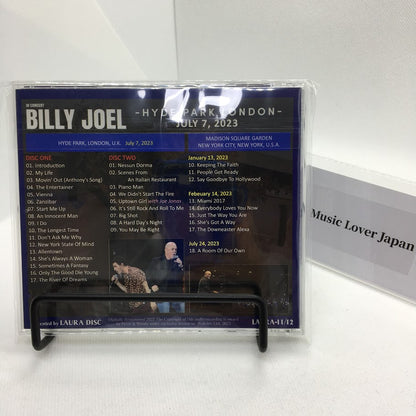 IN CONCERT
BILLY JOEL
-HYDE PARK, LONDON-
JULY 7, 2023
HYDE PARK, LONDON, U.K. July 7, 2023
MADISON SQUARE GARDEN
NEW YORK CITY, NEW YORK, U.S.A.
DISC ONE
01. Introduction
02. My Life
03. Movin' Out (Anthony's Song)
04. The Entertainer
05. Vienna
06. Zanzibar
07. Start Me Up
08. An Innocent Man
09. I Do
10. The Longest Time
11. Don't Ask Me Why
12. New York State Of Mind
13. Allentown
14. She's Always A Woman
15. Sometimes A Fantasy
16. Only The Good Die Young
17. The River Of Dreams
DISC TWO
01. Nessun Dorma
02. Scenes From
An Italian Restaurant
03. Piano Man
04. We Didn't Start The Fire
05. Uptown Girl with Joe Jonas
06. It's Still Rock And Roll To Me
07. Big Shot
08. A Hard Day's Night
09. You May Be Right
January 13, 2023
10. Keeping The Faith
11. People Get Ready
12. Say Goodbye To Hollywood
Febuary 14, 2023
13. Miami 2017
14. Everybody Loves You Now
15. Just The Way You Are
16. She's Got A Way
17. The Downeaster Alexa
July 24, 2023
18. A Room Of Our Own
LAURA DISC
LAURA-11/12
Music Lover Japan